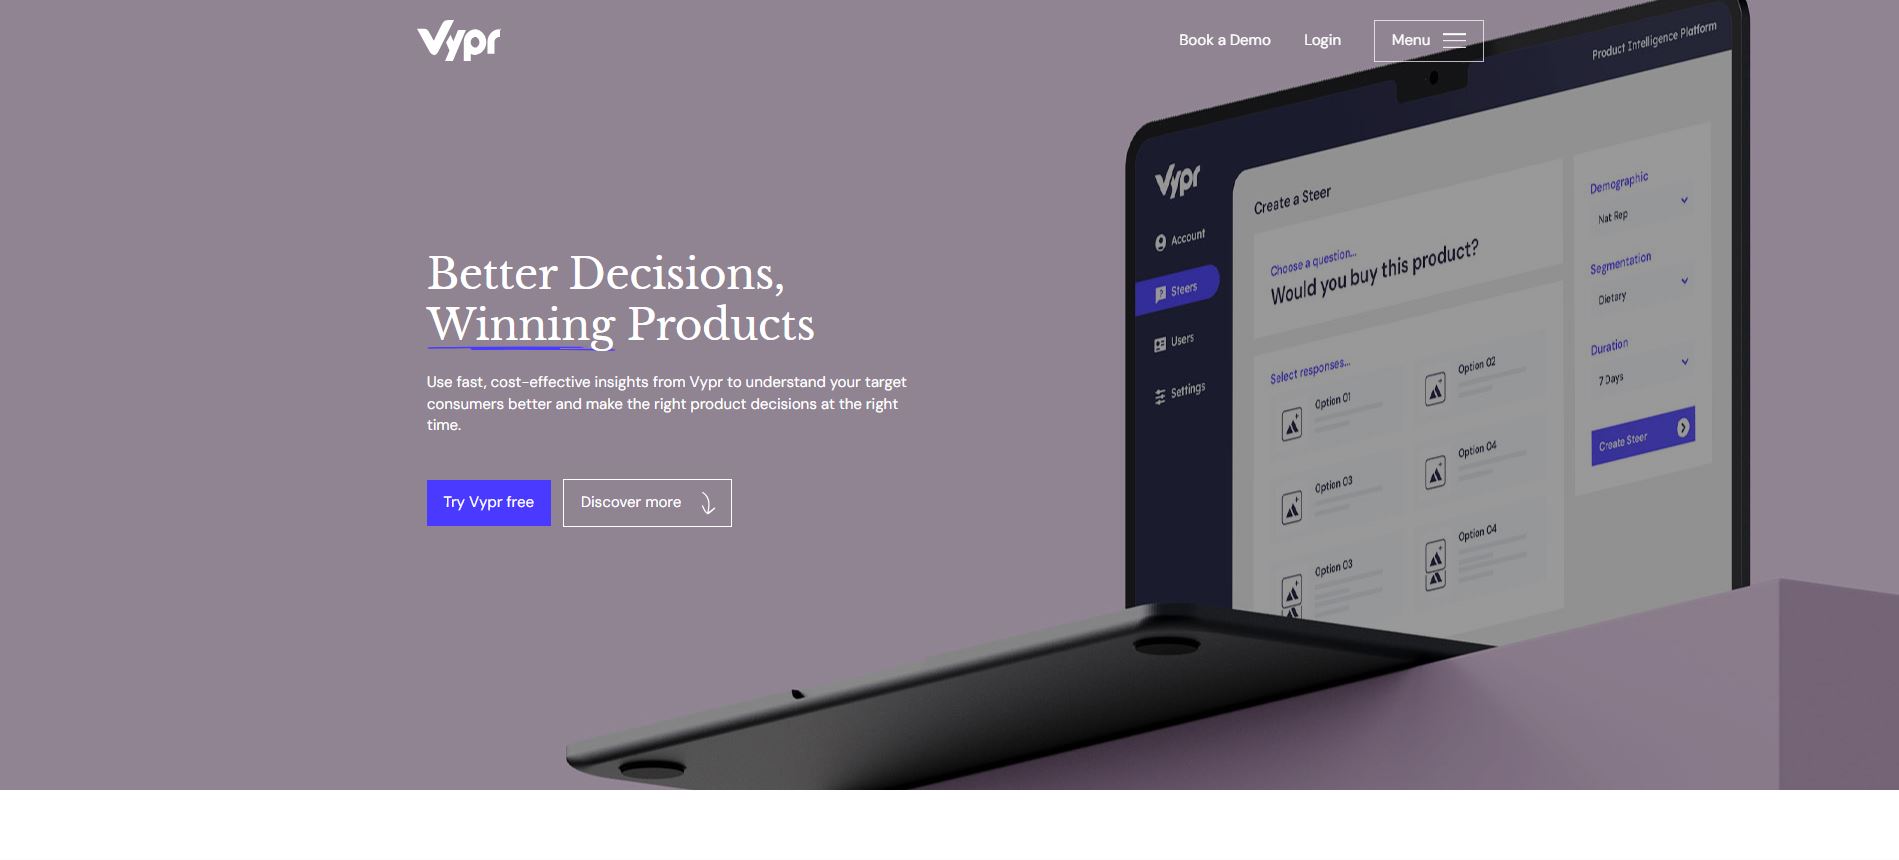 Vypr
Book a Demo
Login
Menu
Better Decisions,
Winning Products
Use fast, cost-effective insights from Vypr to understand your target
consumers better and make the right product decisions at the right
time.
Try Vypr free
Discover more
Product Intelligence Platform
Vypr
Account
Steers
Users
Settings
Create a Steer
Choose a question...
Would you buy this product?
Select responses...
Option 01
Option 02
Option 03
Option 04
Option 03
Option 04
Demographic
Nat Rep
Segmentation
Dietary
Duration
7 Days
Create Steer